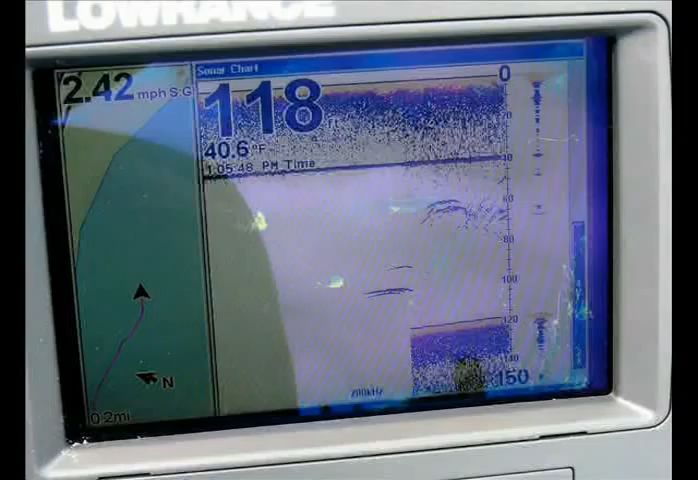 LOWRANCE
Sonar Chart
2.42 mph S:G
118
40.6 °F
1:05:48 PM Time
0
20
40
60
80
100
120
140
150
N
0.2mi
200kHz